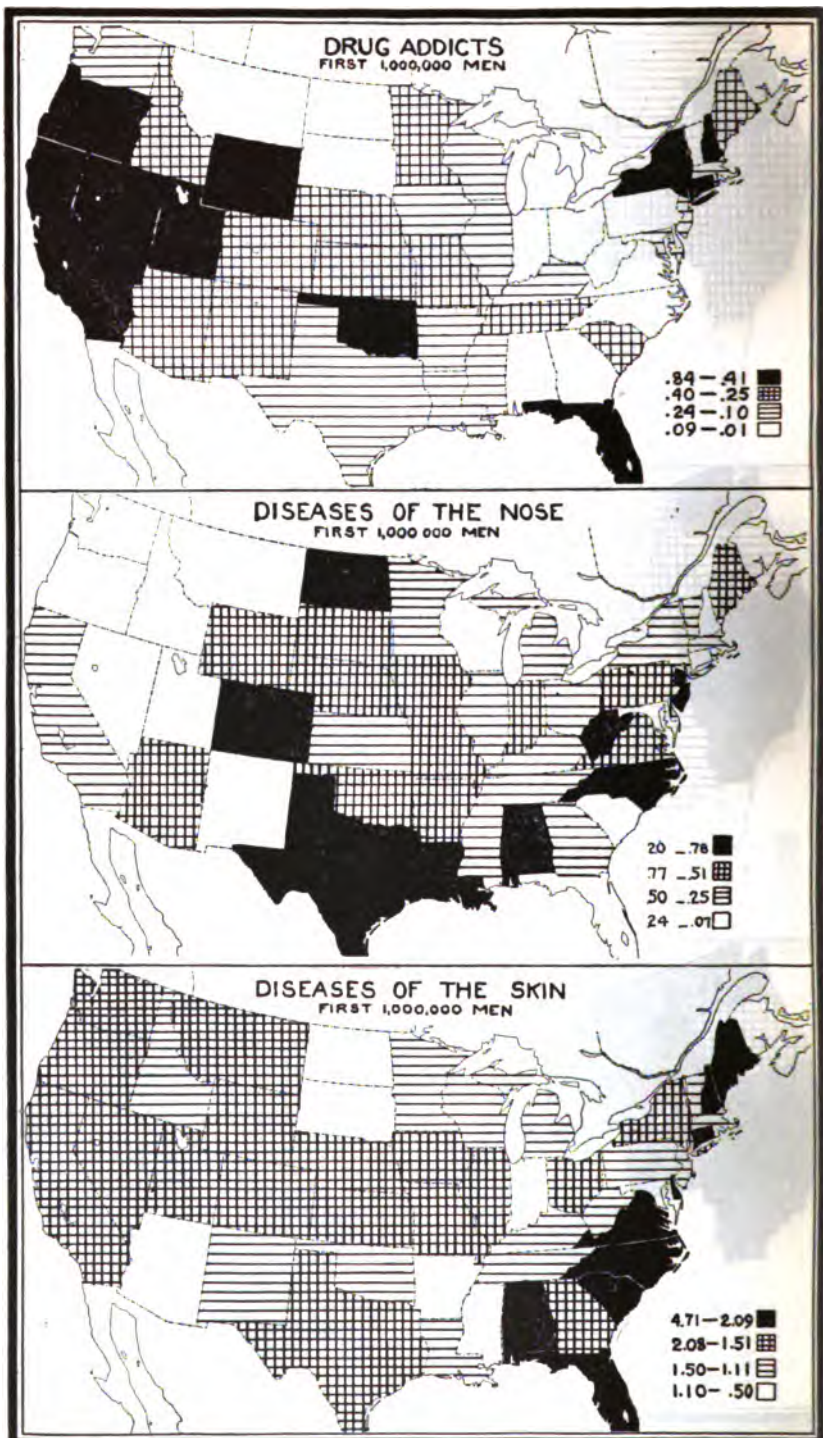 DRUG ADDICTS
FIRST 1,000,000 MEN
.84–.41
.40–.25
.24–.10
.09–.01
DISEASES OF THE NOSE
FIRST 1,000,000 MEN
20 – .78
.77 – .51
.50 – .25
24 – .07
DISEASES OF THE SKIN
FIRST 1,000,000 MEN
4.71–2.09
2.08–1.51
1.50–1.11
1.10–.50